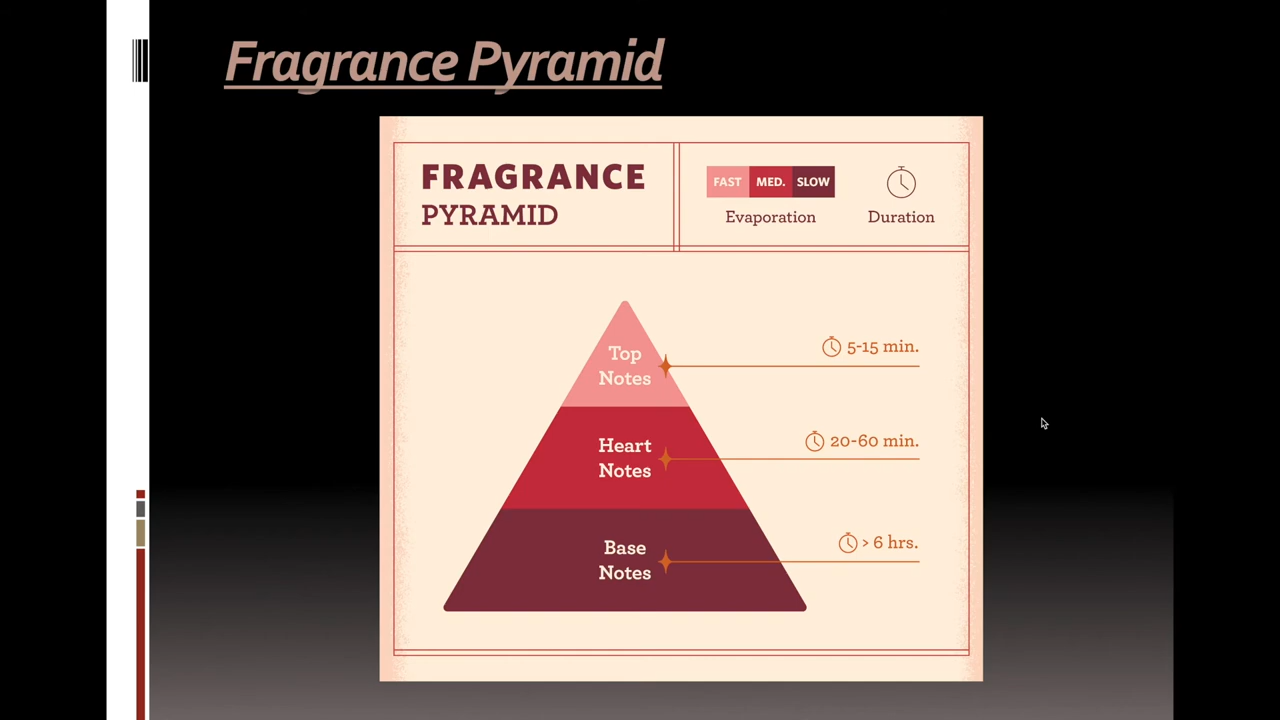 Fragrance Pyramid
FRAGRANCE
PYRAMID
FAST MED. SLOW
Evaporation
Duration
Top
Notes
5-15 min.
Heart
Notes
20-60 min.
Base
Notes
> 6 hrs.